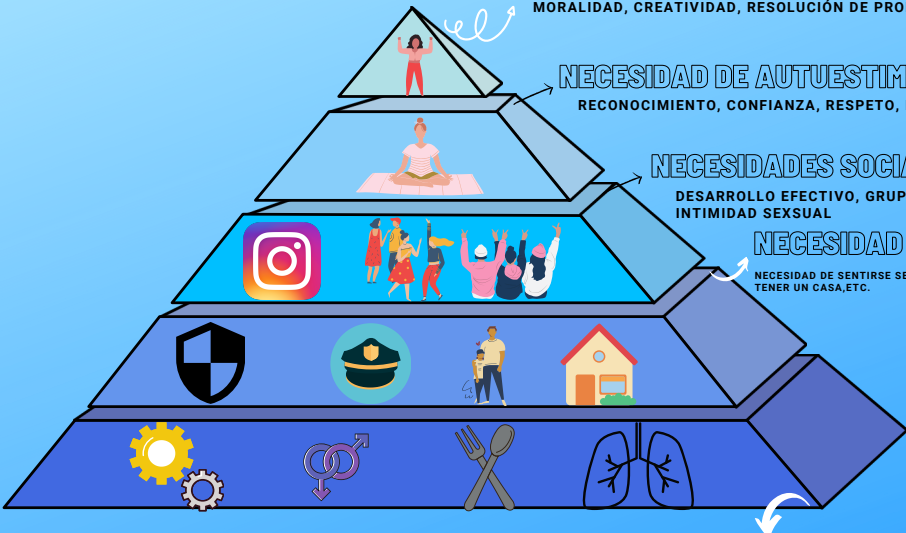 MORALIDAD, CREATIVIDAD, RESOLUCIÓN DE PRO
NECESIDAD DE AUTUESTIM
RECONOCIMIENTO, CONFIANZA, RESPETO,
NECESIDADES SOCIA
DESARROLLO EFECTIVO, GRUP
INTIMIDAD SEXSUAL
NECESIDAD
NECESIDAD DE SENTIRSE SE
TENER UN CASA,ETC.